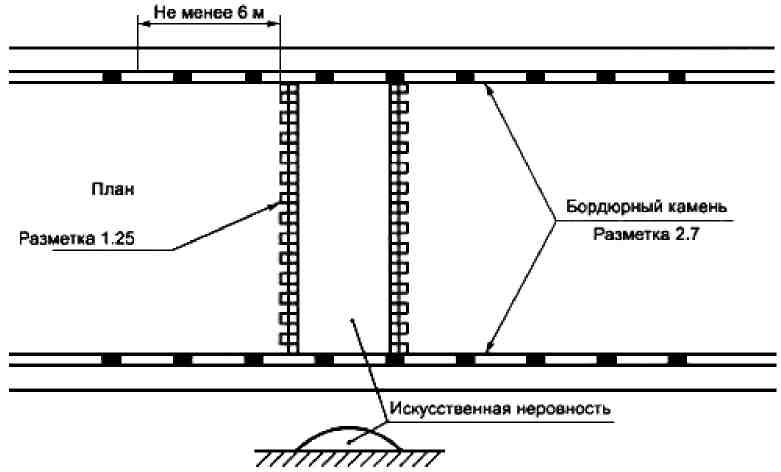 Не менее 6 м
План
Разметка 1.25
Бордюрный камень
Разметка 2.7
Искусственная неровность